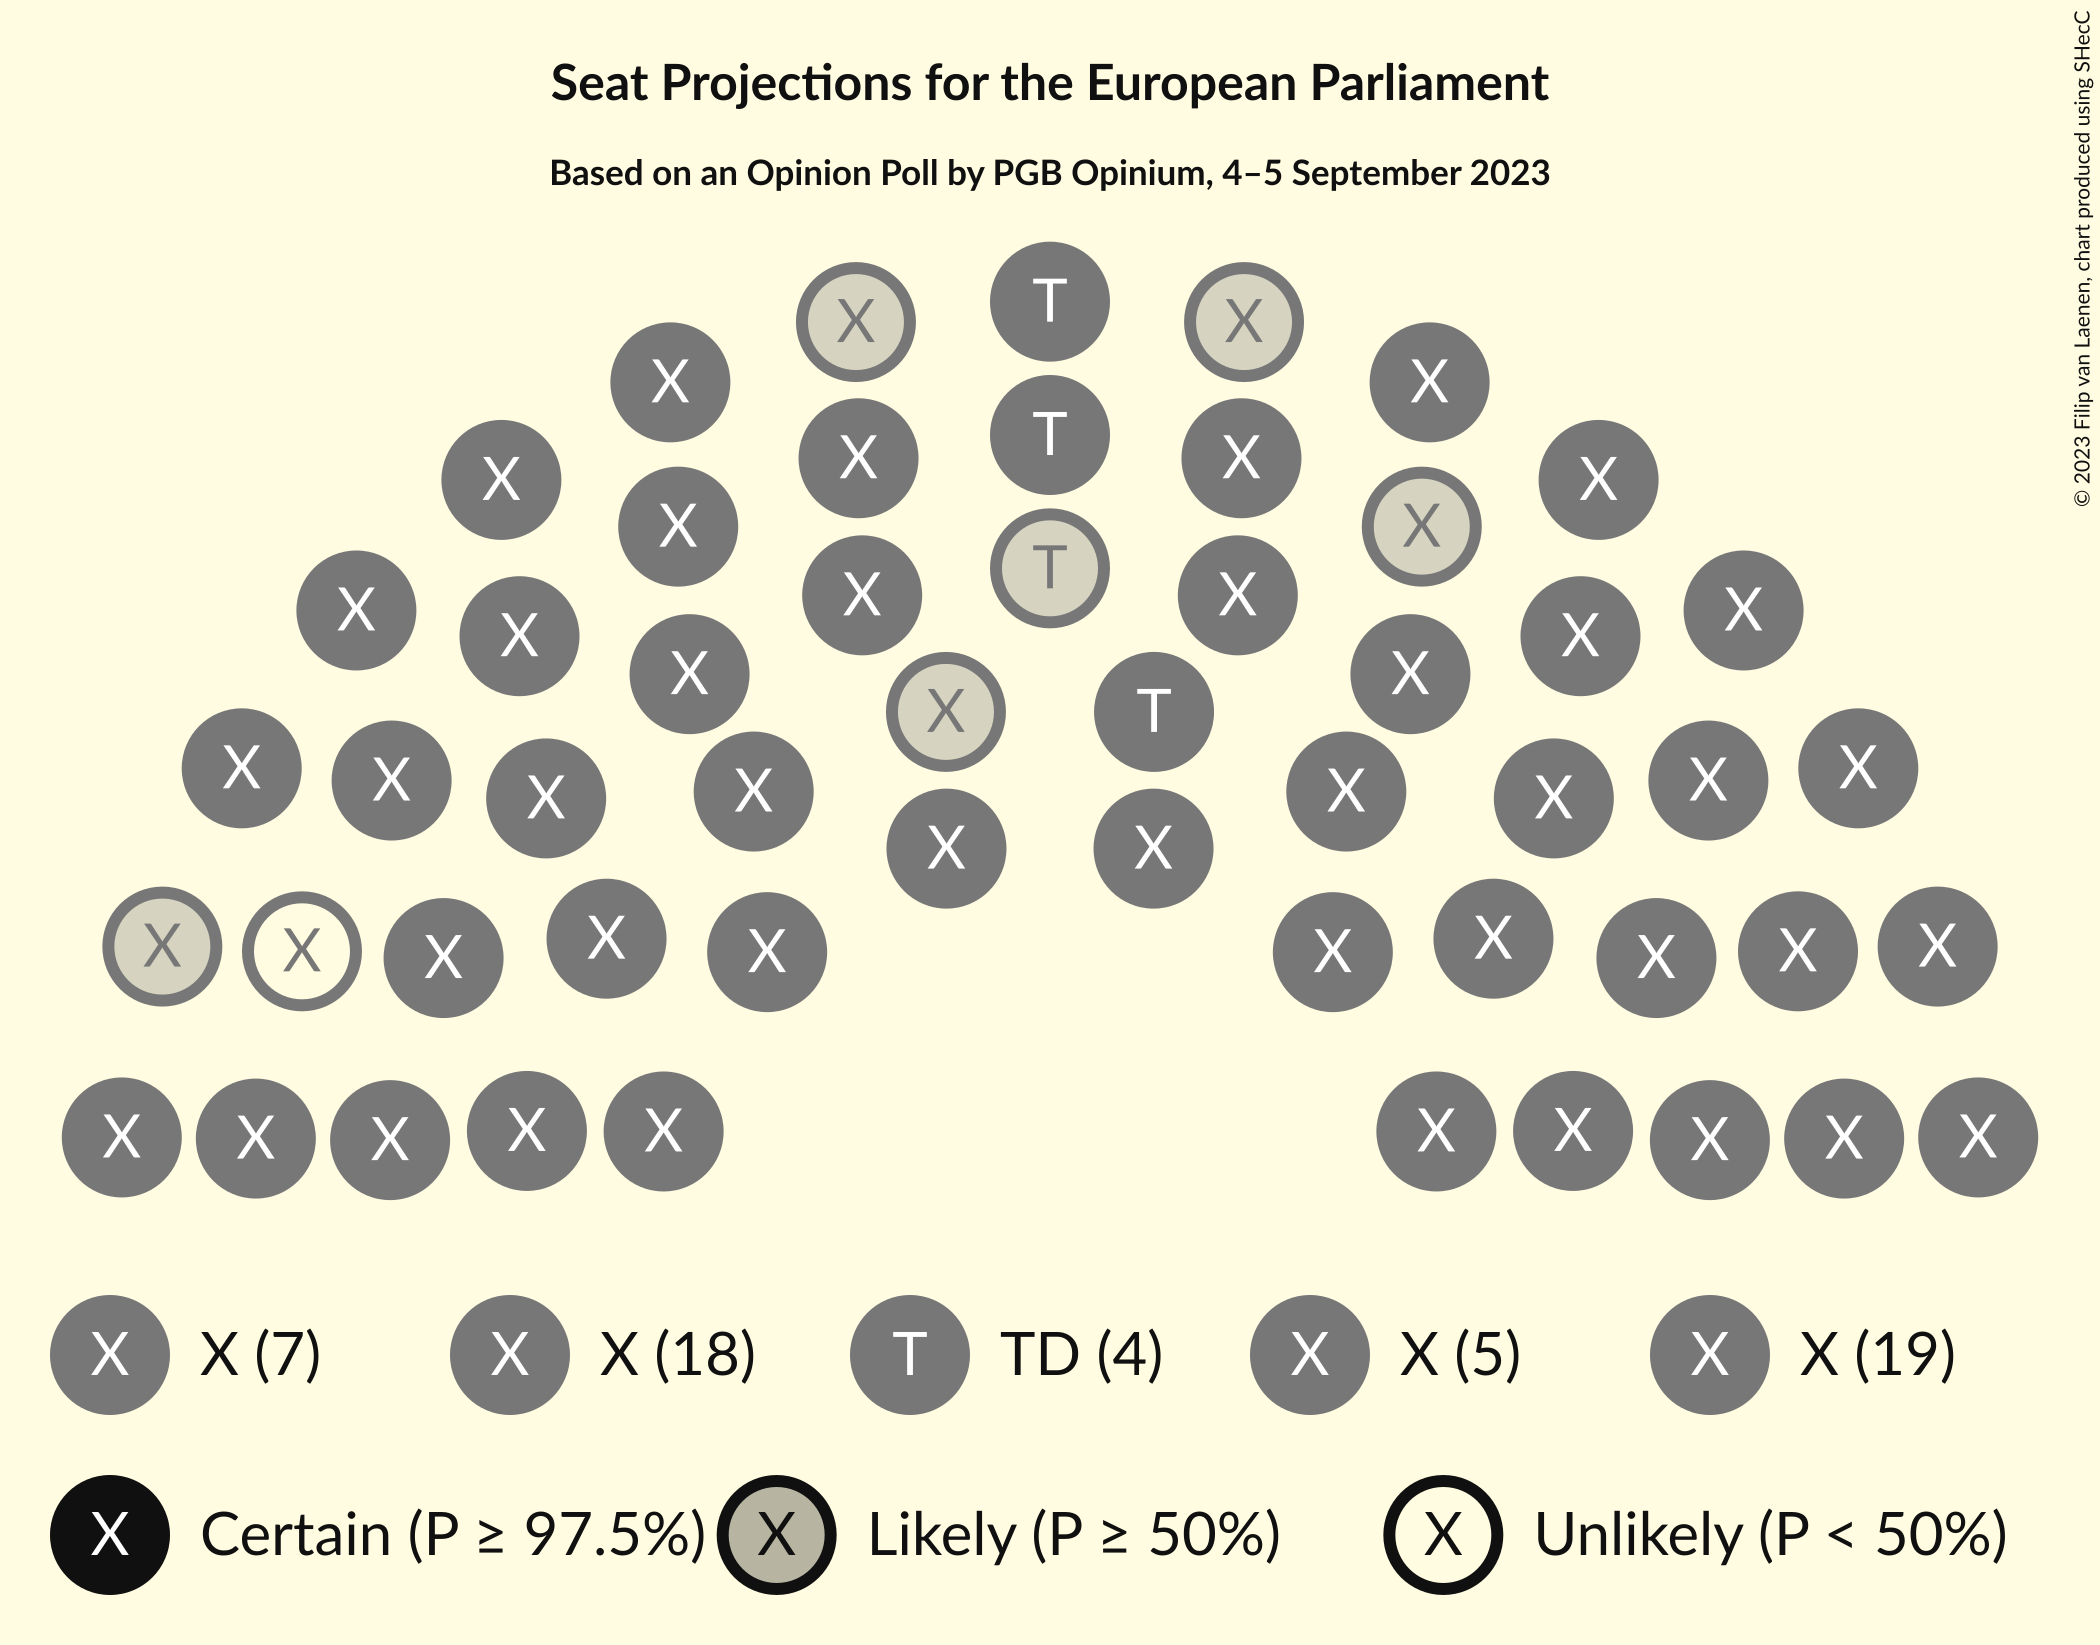 Seat Projections for the European Parliament
Based on an Opinion Poll by PGB Opinium, 4–5 September 2023
© 2023 Filip van Laenen, chart produced using SHecC
T
X X
X X
T
X X
X X
X X
T
X X
X X
X X
X X
X T
X X X X X X X X
X X
X X X X X X X X X X
X X X X X X X X X X
X X (7) X X (18) T TD (4) X X (5) X X (19)
X Certain (P ≥ 97.5%) X Likely (P ≥ 50%) X Unlikely (P < 50%)